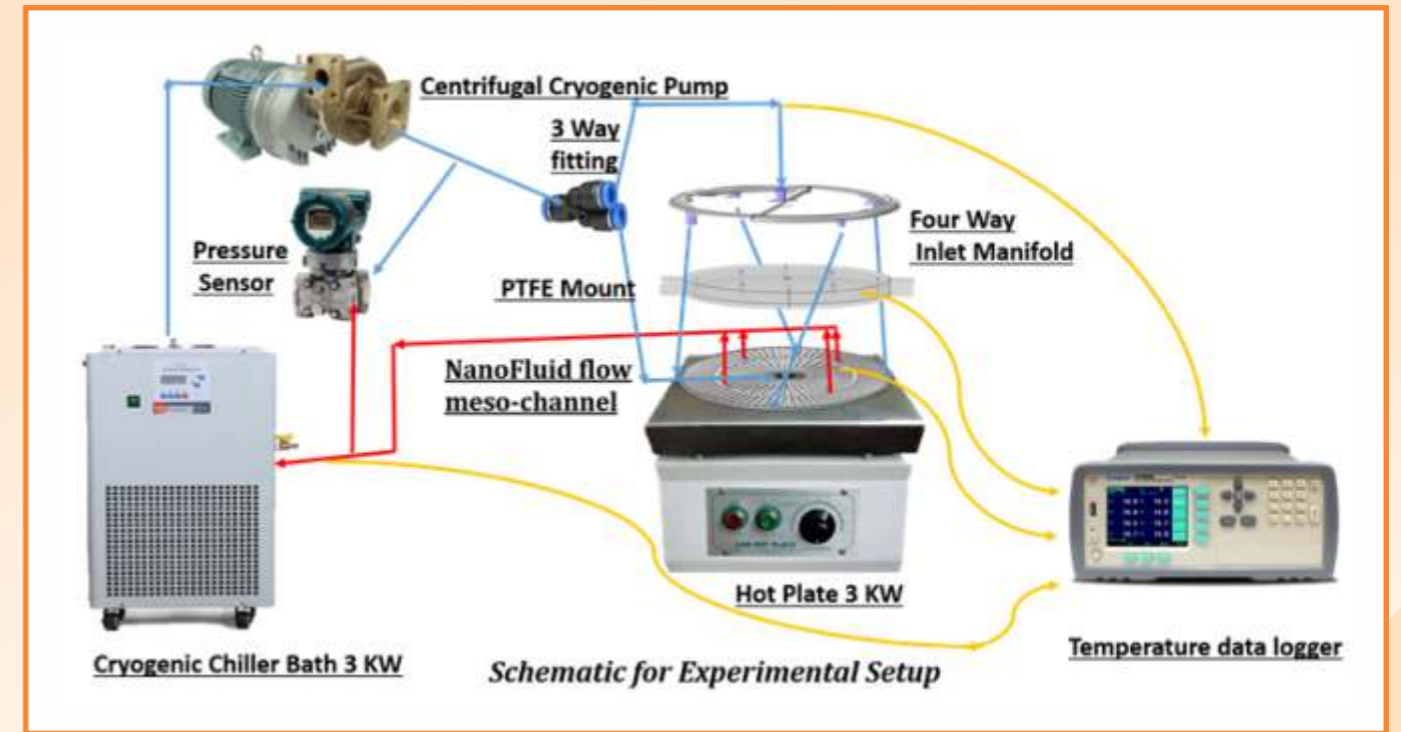 Centrifugal Cryogenic Pump
3 Way
fitting
Pressure
Sensor
Four Way
Inlet Manifold
PTFE Mount
NanoFluid flow
meso-channel
Hot Plate 3 KW
Cryogenic Chiller Bath 3 KW
Temperature data logger
Schematic for Experimental Setup